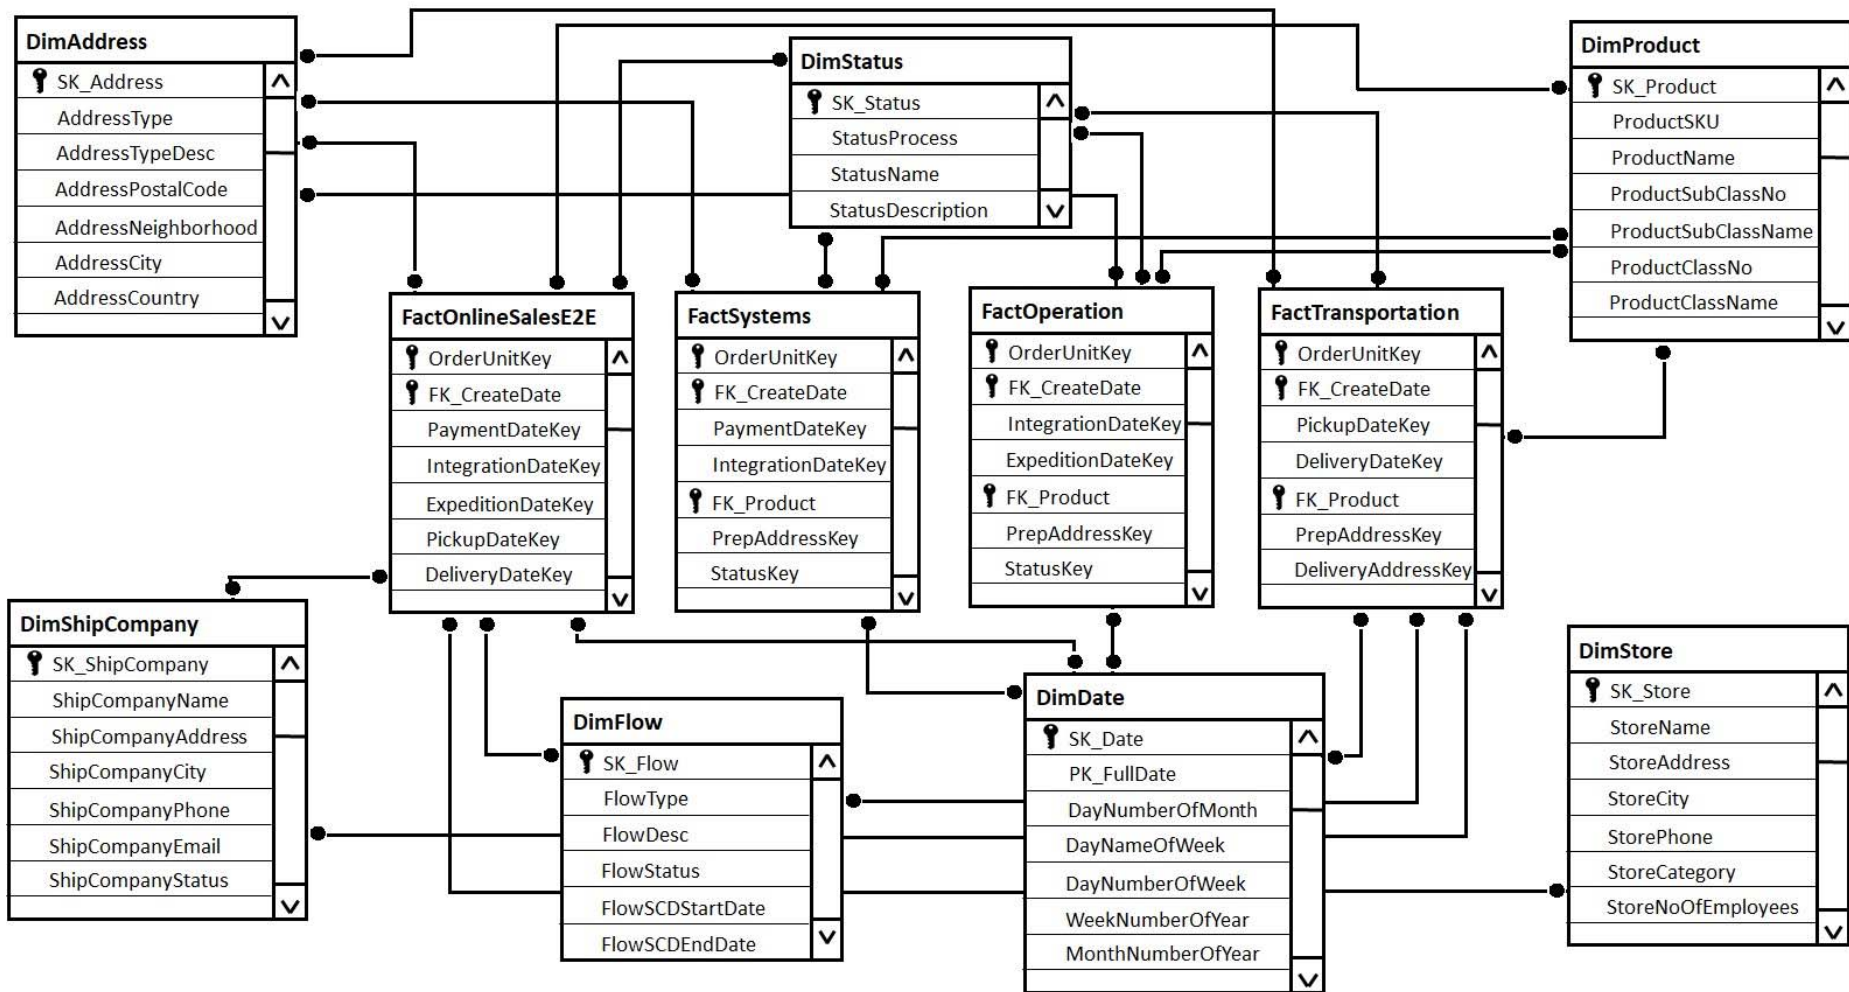 DimAddress
SK_Address
AddressType
AddressTypeDesc
AddressPostalCode
AddressNeighborhood
AddressCity
AddressCountry
DimStatus
SK_Status
StatusProcess
StatusName
StatusDescription
DimProduct
SK_Product
ProductSKU
ProductName
ProductSubClassNo
ProductSubClassName
ProductClassNo
ProductClassName
FactOnlineSalesE2E
OrderUnitKey
FK_CreateDate
PaymentDateKey
IntegrationDateKey
ExpeditionDateKey
PickupDateKey
DeliveryDateKey
FactSystems
OrderUnitKey
FK_CreateDate
PaymentDateKey
IntegrationDateKey
FK_Product
PrepAddressKey
StatusKey
FactOperation
OrderUnitKey
FK_CreateDate
IntegrationDateKey
ExpeditionDateKey
FK_Product
PrepAddressKey
StatusKey
FactTransportation
OrderUnitKey
FK_CreateDate
PickupDateKey
DeliveryDateKey
FK_Product
PrepAddressKey
DeliveryAddressKey
DimShipCompany
SK_ShipCompany
ShipCompanyName
ShipCompanyAddress
ShipCompanyCity
ShipCompanyPhone
ShipCompanyEmail
ShipCompanyStatus
DimFlow
SK_Flow
FlowType
FlowDesc
FlowStatus
FlowSCDStartDate
FlowSCDEndDate
DimDate
SK_Date
PK_FullDate
DayNumberOfMonth
DayNameOfWeek
DayNumberOfWeek
WeekNumberOfYear
MonthNumberOfYear
DimStore
SK_Store
StoreName
StoreAddress
StoreCity
StorePhone
StoreCategory
StoreNoOfEmployees